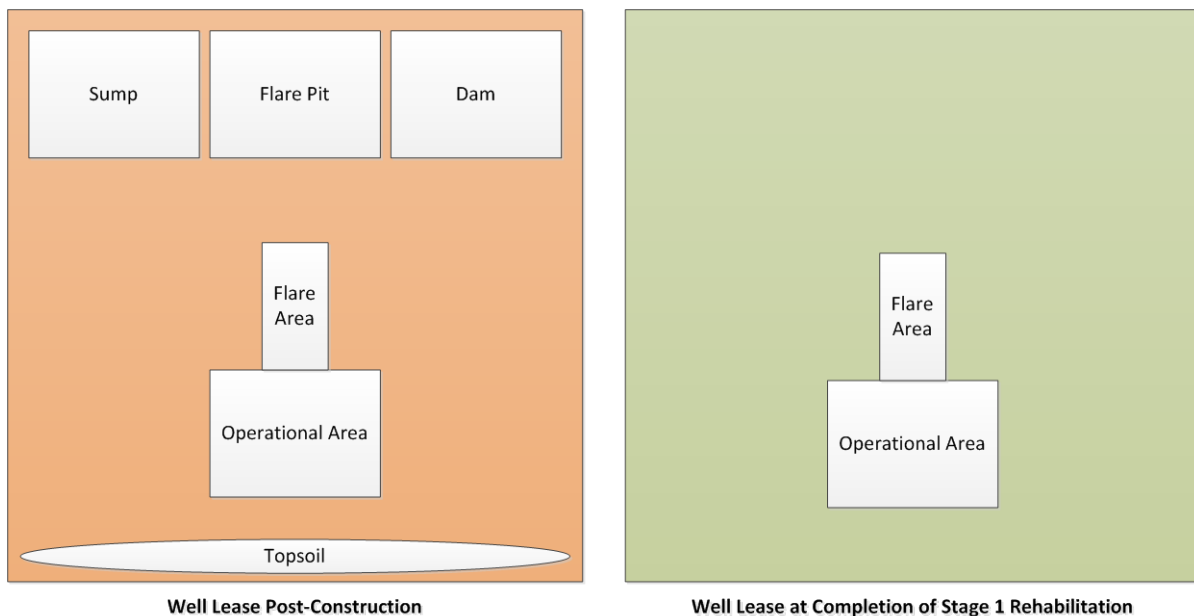 Sump
Flare Pit
Dam
Flare
Area
Operational Area
Topsoil
Well Lease Post-Construction
Flare
Area
Operational Area
Well Lease at Completion of Stage 1 Rehabilitation